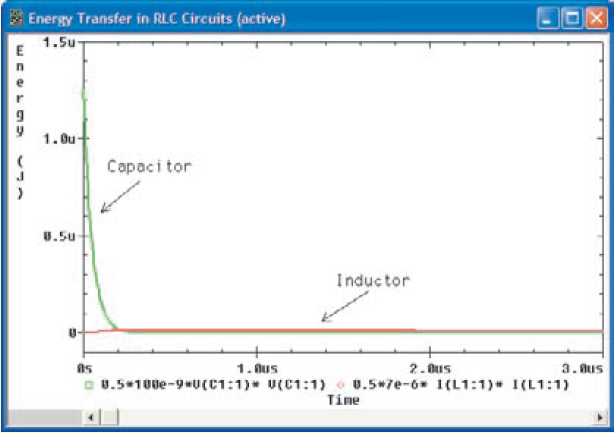 Energy Transfer in RLC Circuits (active)
Energy (J)
1.5u
1.0u
0.5u
0
Capacitor
Inductor
0s 1.0us 2.0us 3.0us
0.5*100e-9*V(C1:1)* V(C1:1) 0.5*7e-6* I(L1:1)* I(L1:1)
Time